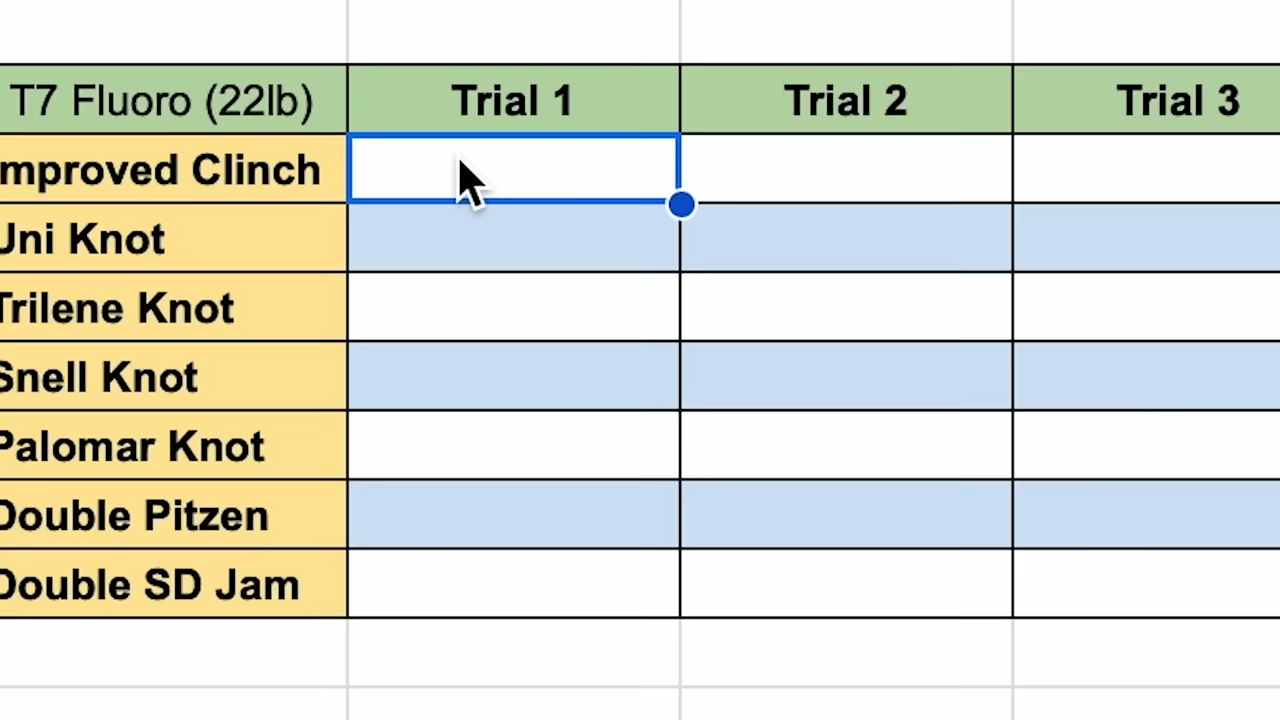 T7 Fluoro (22lb) Trial 1 Trial 2 Trial 3
mproved Clinch
Uni Knot
Trilene Knot
Snell Knot
Palomar Knot
Double Pitzen
Double SD Jam